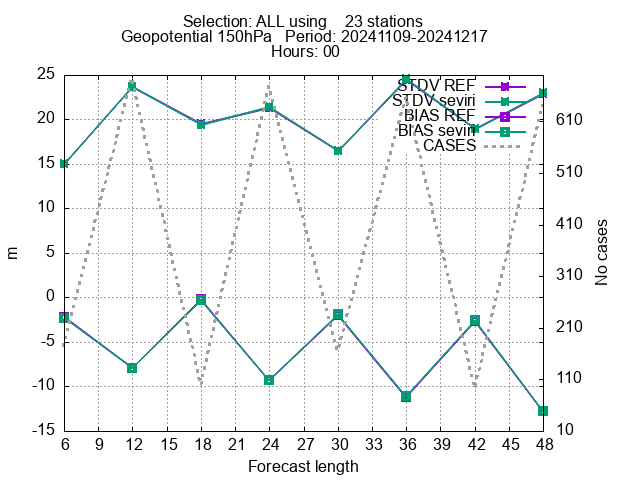 Selection: ALL using    23 stations
Geopotential 150hPa   Period: 20241109-20241217
Hours: 00
25
20
15
10
5
0
-5
-10
-15
m
STDV REF
STDV seviri
BIAS REF
BIAS seviri
CASES
610
510
410
310
210
110
10
No cases
6 9 12 15 18 21 24 27 30 33 36 39 42 45 48
Forecast length